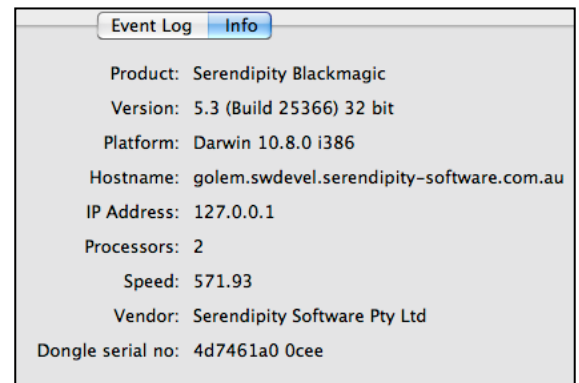 Event Log Info
Product: Serendipity Blackmagic
Version: 5.3 (Build 25366) 32 bit
Platform: Darwin 10.8.0 i386
Hostname: golem.swdevel.serendipity-software.com.au
IP Address: 127.0.0.1
Processors: 2
Speed: 571.93
Vendor: Serendipity Software Pty Ltd
Dongle serial no: 4d7461a0 0cee